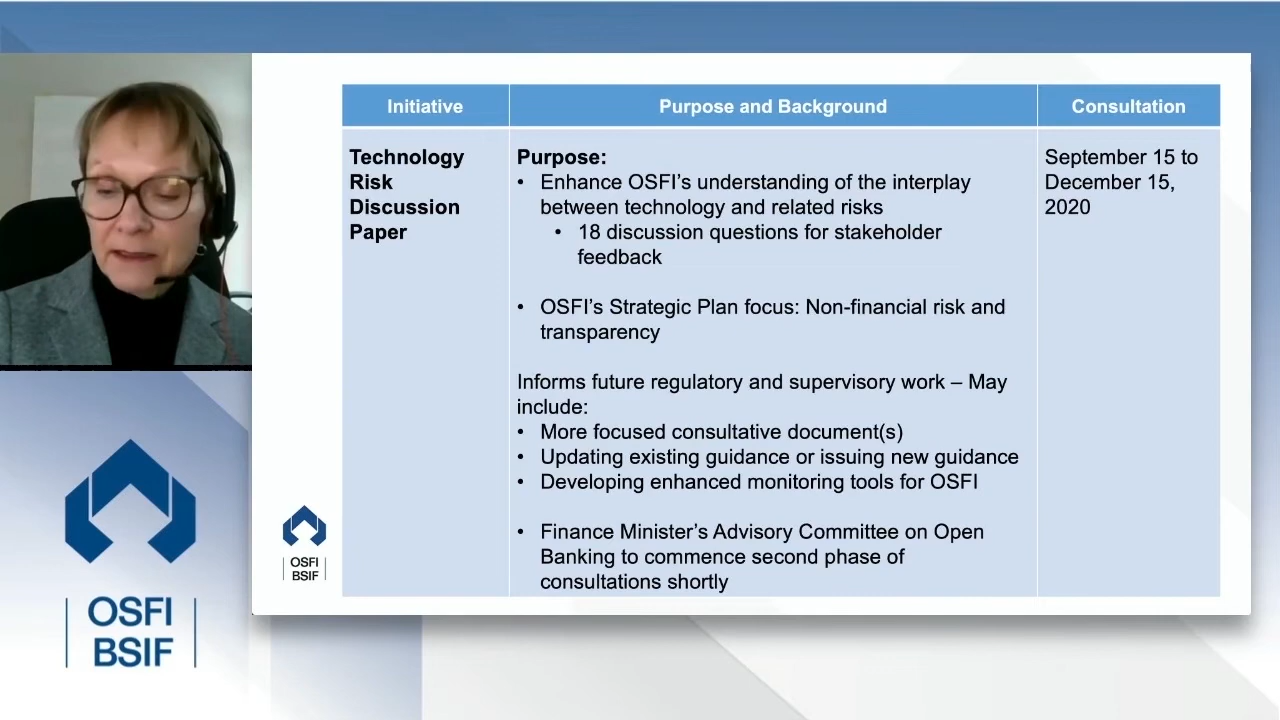 Initiative
Purpose and Background
Consultation
Technology
Risk
Discussion
Paper
Purpose:
• Enhance OSFI's understanding of the interplay
between technology and related risks
• 18 discussion questions for stakeholder
feedback
• OSFI's Strategic Plan focus: Non-financial risk and
transparency
Informs future regulatory and supervisory work – May
include:
• More focused consultative document(s)
• Updating existing guidance or issuing new guidance
• Developing enhanced monitoring tools for OSFI
• Finance Minister's Advisory Committee on Open
Banking to commence second phase of
consultations shortly
September 15 to
December 15,
2020
OSFI
BSIF
OSFI
BSIF